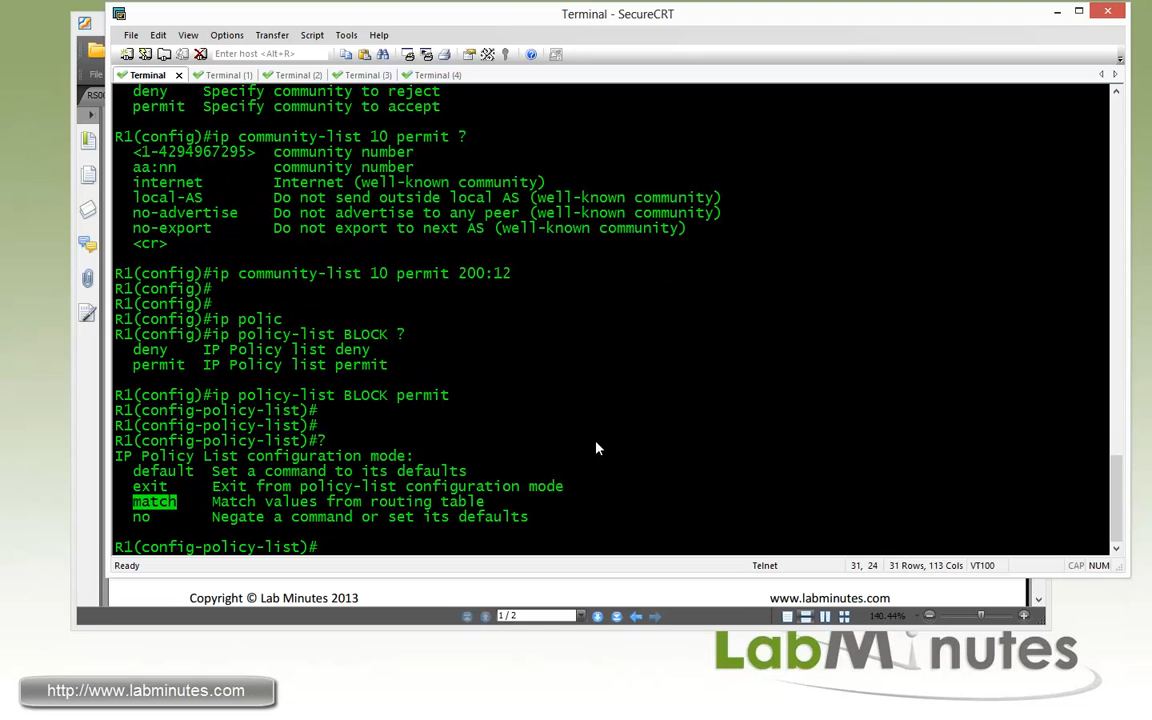 Terminal - SecureCRT
File Edit View Options Transfer Script Tools Help
Enter host <Alt+R>
File
Terminal Terminal (1) Terminal (2) Terminal (3) Terminal (4)
deny Specify community to reject
permit Specify community to accept
R1(config)#ip community-list 10 permit ?
<1-4294967295> community number
aa:nn community number
internet Internet (well-known community)
local-AS Do not send outside local AS (well-known community)
no-advertise Do not advertise to any peer (well-known community)
no-export Do not export to next AS (well-known community)
<cr>
R1(config)#ip community-list 10 permit 200:12
R1(config)#
R1(config)#
R1(config)#ip polic
R1(config)#ip policy-list BLOCK ?
deny IP Policy list deny
permit IP Policy list permit
R1(config)#ip policy-list BLOCK permit
R1(config-policy-list)#
R1(config-policy-list)#
R1(config-policy-list)#?
IP Policy List configuration mode:
default Set a command to its defaults
exit Exit from policy-list configuration mode
match Match values from routing table
no Negate a command or set its defaults
R1(config-policy-list)#
Ready Telnet 31, 24 31 Rows, 113 Cols VT100 CAP NUM
Copyright © Lab Minutes 2013 www.labminutes.com
1 / 2 140.44%
LabMinutes
http://www.labminutes.com